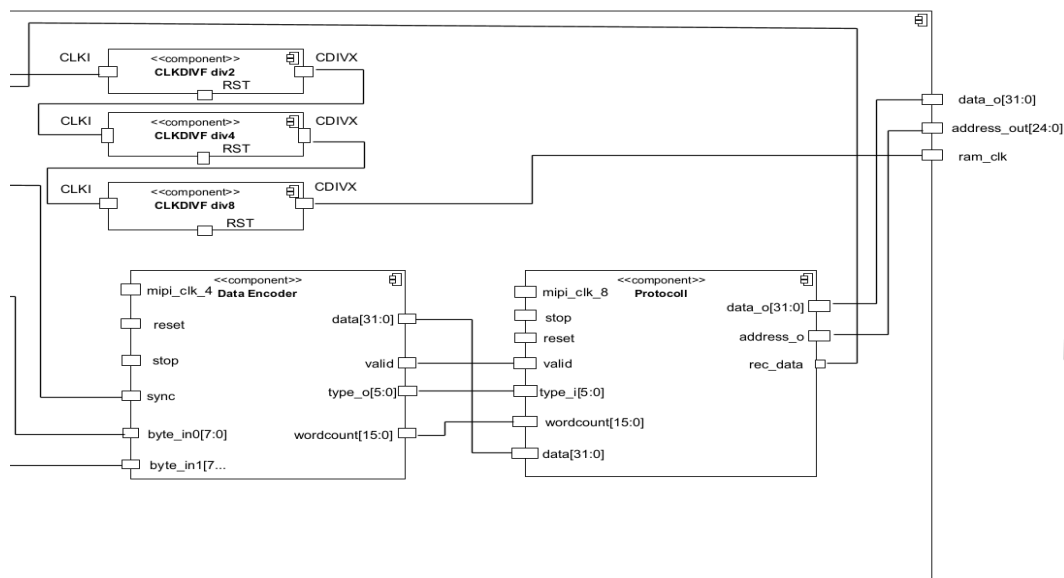 CLKI
<<component>>
CLKDIVF div2
CDIVX
RST
CLKI
<<component>>
CLKDIVF div4
CDIVX
RST
CLKI
<<component>>
CLKDIVF div8
CDIVX
RST
data_o[31:0]
address_out[24:0]
ram_clk
<<component>>
Data Encoder
mipi_clk_4
reset
stop
sync
byte_in0[7:0]
byte_in1[7...
data[31:0]
valid
type_o[5:0]
wordcount[15:0]
<<component>>
Protocoll
mipi_clk_8
stop
reset
valid
type_i[5:0]
wordcount[15:0]
data[31:0]
data_o[31:0]
address_o
rec_data